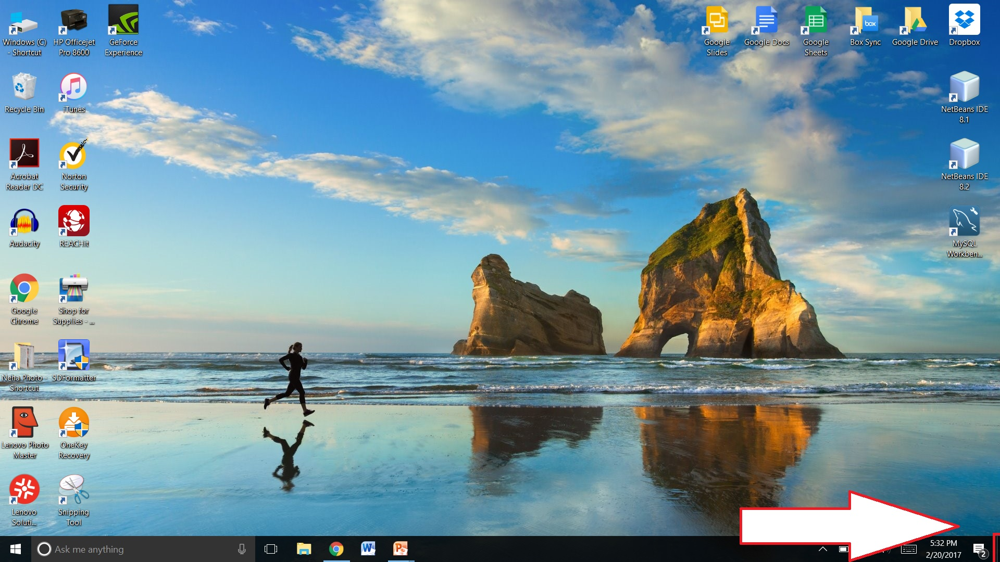 Windows (C)
- Shortcut
HP Officejet
Pro 8600
GeForce
Experience
Google
Slides
Google Docs
Google
Sheets
box
Box Sync
Google Drive
Dropbox
Recycle Bin
iTunes
NetBeans IDE
8.1
Acrobat
Reader DC
Norton
Security
NetBeans IDE
8.2
Audacity
REACHit
MySQL
Workben...
Google
Chrome
Shop for
Supplies - ...
Neha Photo -
Shortcut
SDFormatter
Lenovo Photo
Master
OneKey
Recovery
Lenovo
Soluti...
Snipping
Tool
Ask me anything
W
P
5:32 PM
2/20/2017
2